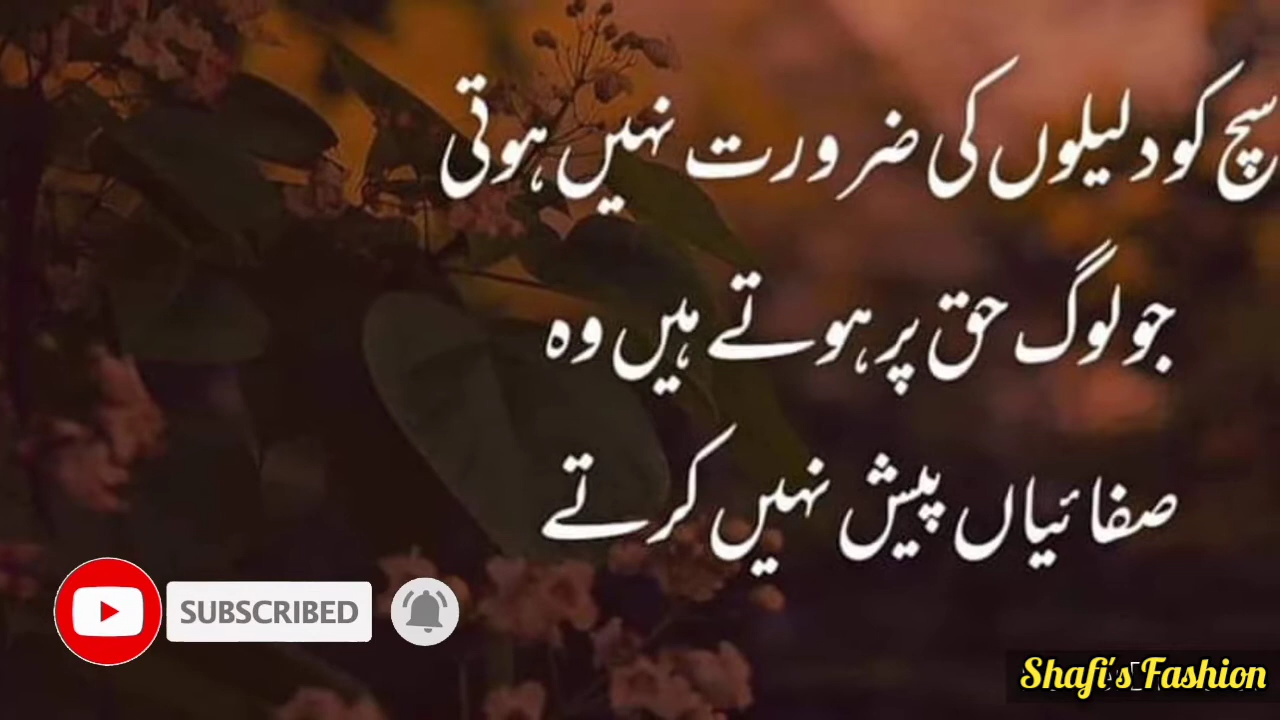 سچ کو دلیلوں کی ضرورت نہیں ہوتی
جو لوگ حق پر ہوتے ہیں وہ
صفائیاں پیش نہیں کرتے
SUBSCRIBED
Shafi's Fashion